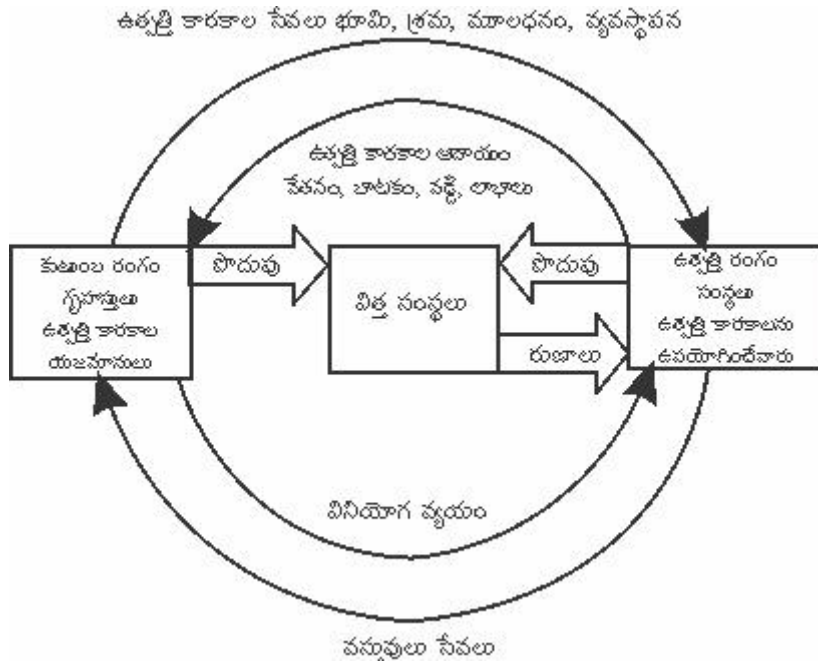 ఉత్పత్తి కారకాల సేవలు భూమి, శ్రమ, మూలధనం, వ్యవస్థాపన
ఉత్పత్తి కారకాల ఆదాయం
వేతనం, బాటకం, వడ్డీ, లాభాలు
కుటుంబ రంగం
గృహస్తులు
ఉత్పత్తి కారకాల
యజమానులు
పొదుపు
విత్త సంస్థలు
పొదుపు
రుణాలు
ఉత్పత్తి రంగం
సంస్థలు
ఉత్పత్తి కారకాలను
ఉపయోగించేవారు
వినియోగ వ్యయం
వస్తువులు సేవలు